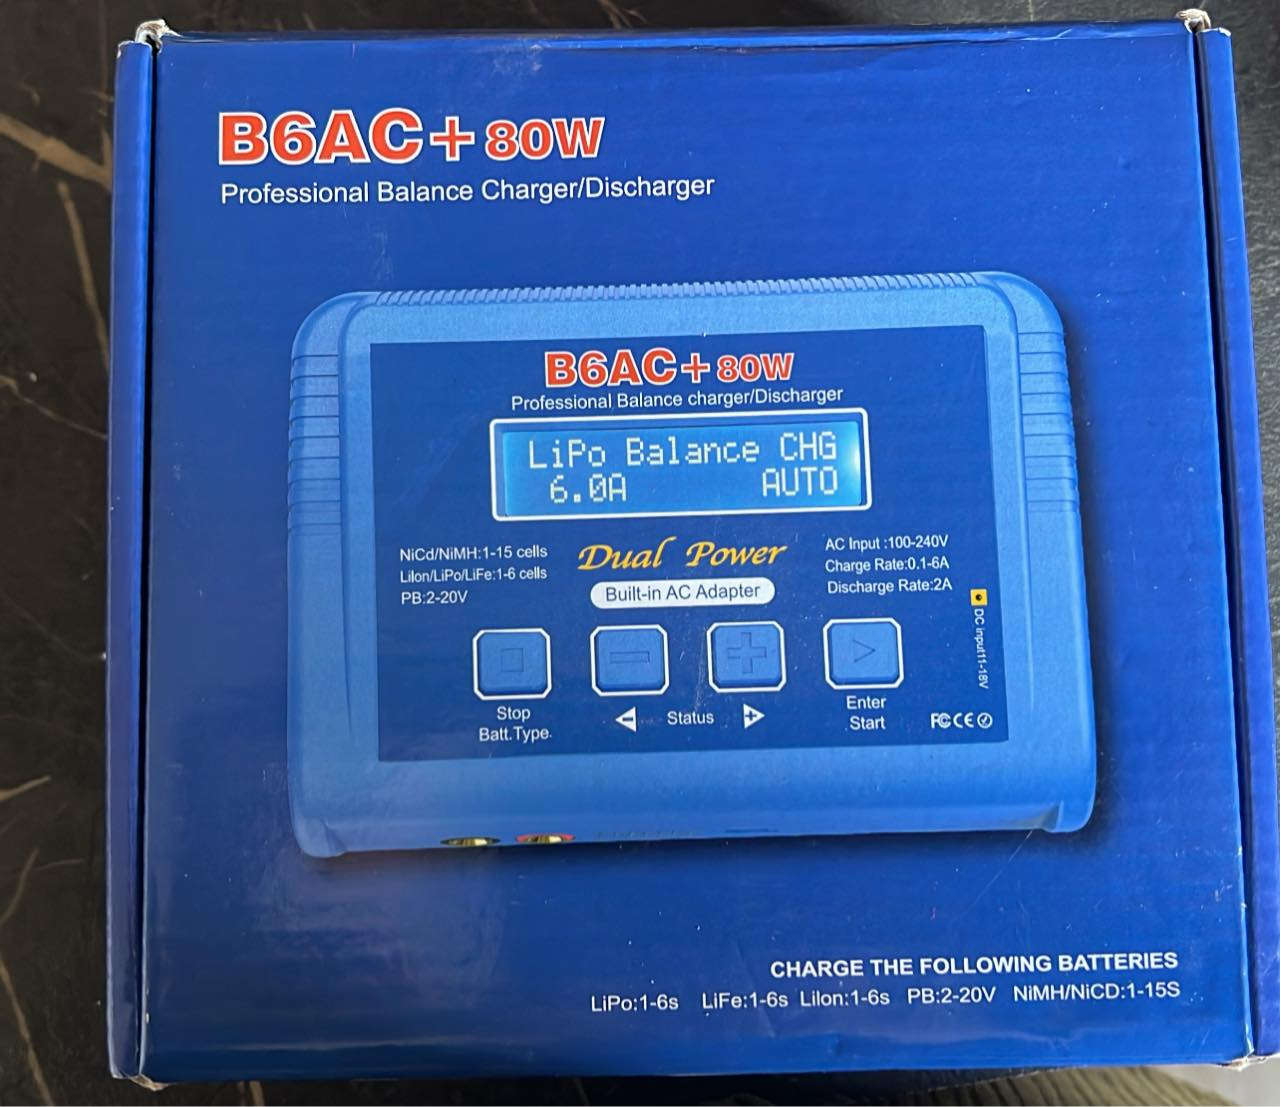 B6AC+80W
Professional Balance Charger/Discharger
B6AC+80W
Professional Balance charger/Discharger
LiPo Balance CHG
6.0A AUTO
NiCd/NiMH:1-15 cells
LiIon/LiPo/LiFe:1-6 cells
PB:2-20V
Dual Power
Built-in AC Adapter
AC Input :100-240V
Charge Rate:0.1-6A
Discharge Rate:2A
DC input11-18V
Stop
Batt.Type
Status
Enter
Start
FC CE
CHARGE THE FOLLOWING BATTERIES
LiPo:1-6s LiFe:1-6s LiIon:1-6s PB:2-20V NiMH/NiCD:1-15S